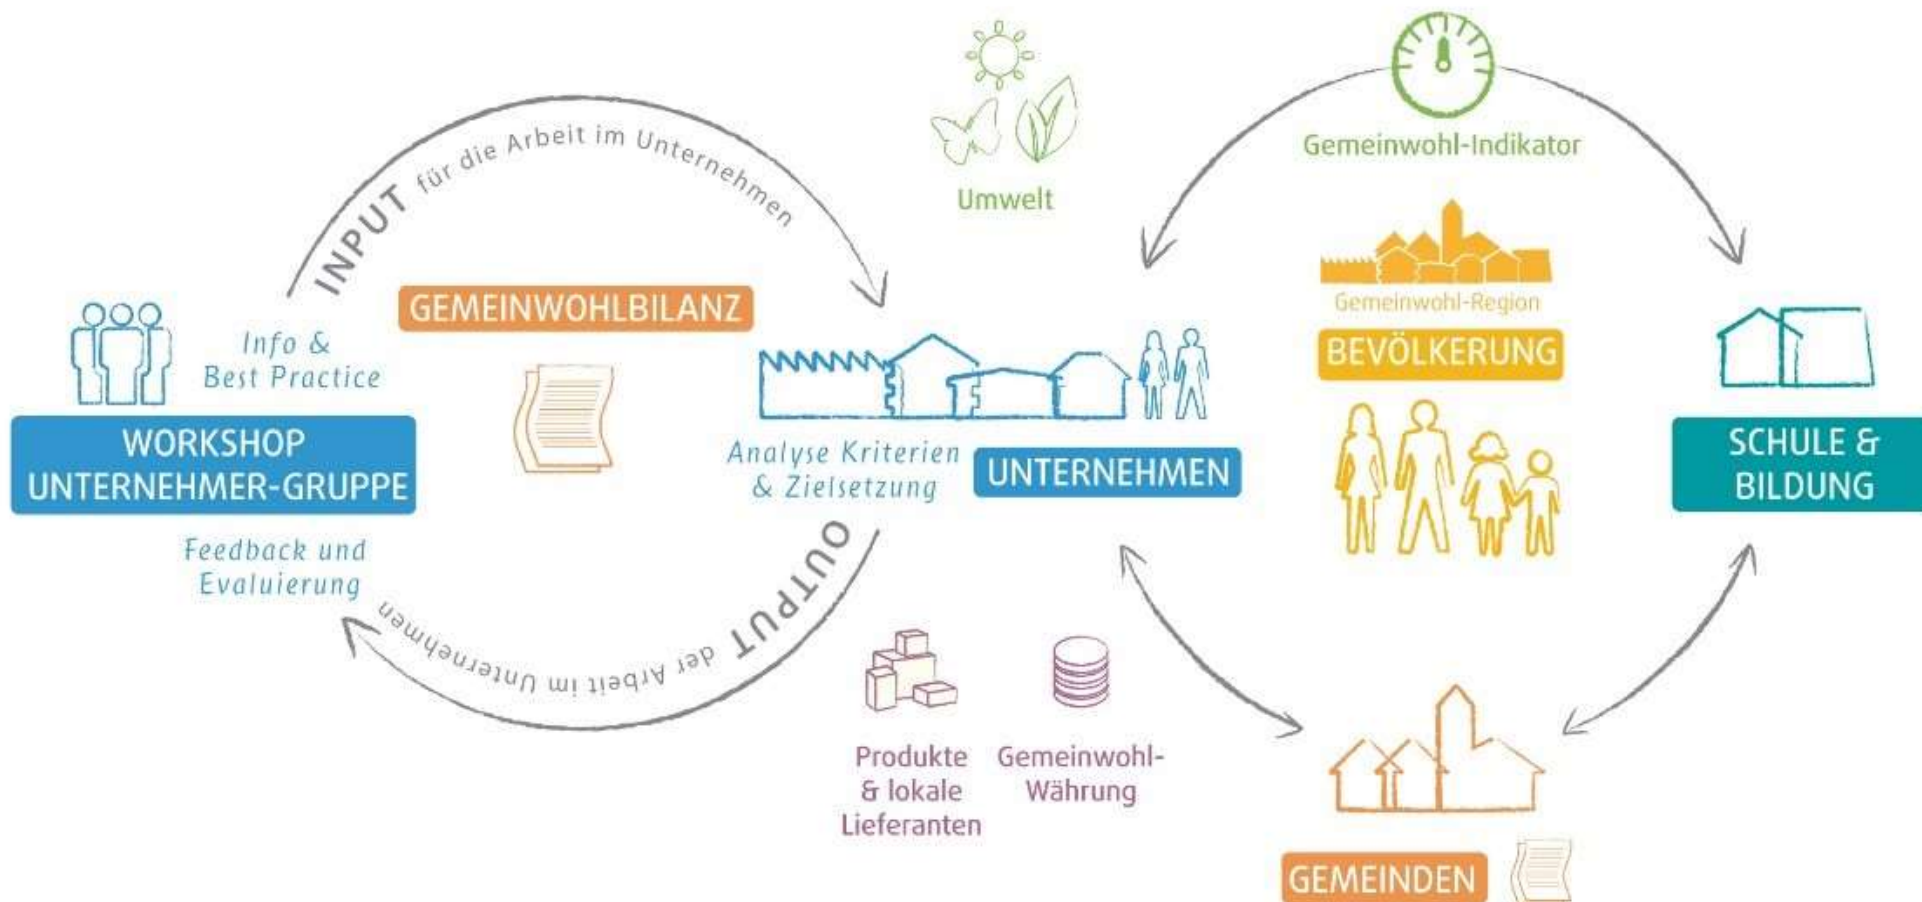 INPUT für die Arbeit im Unternehmen
Info &
Best Practice
WORKSHOP
UNTERNEHMER-GRUPPE
Feedback und
Evaluierung
GEMEINWOHLBILANZ
OUTPUT der Arbeit im Unternehmen
Umwelt
Analyse Kriterien
& Zielsetzung
UNTERNEHMEN
Produkte
& lokale
Lieferanten
Gemeinwohl-
Währung
Gemeinwohl-Indikator
Gemeinwohl-Region
BEVÖLKERUNG
SCHULE &
BILDUNG
GEMEINDEN